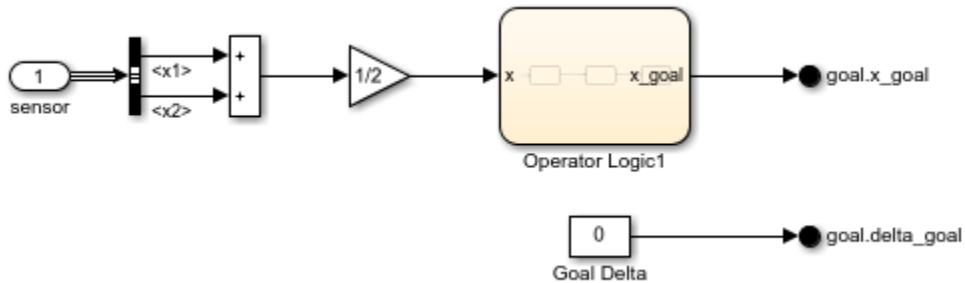 1
sensor
<x1>
<x2>
+
+
1/2
x
x_goal
Operator Logic1
goal.x_goal
0
Goal Delta
goal.delta_goal